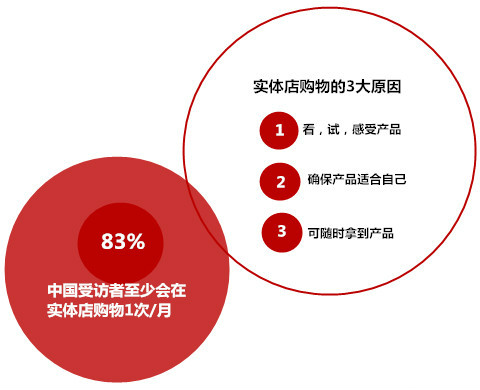 实体店购物的3大原因
1 看，试，感受产品
2 确保产品适合自己
3 可随时拿到产品
83%
中国受访者至少会在
实体店购物1次/月